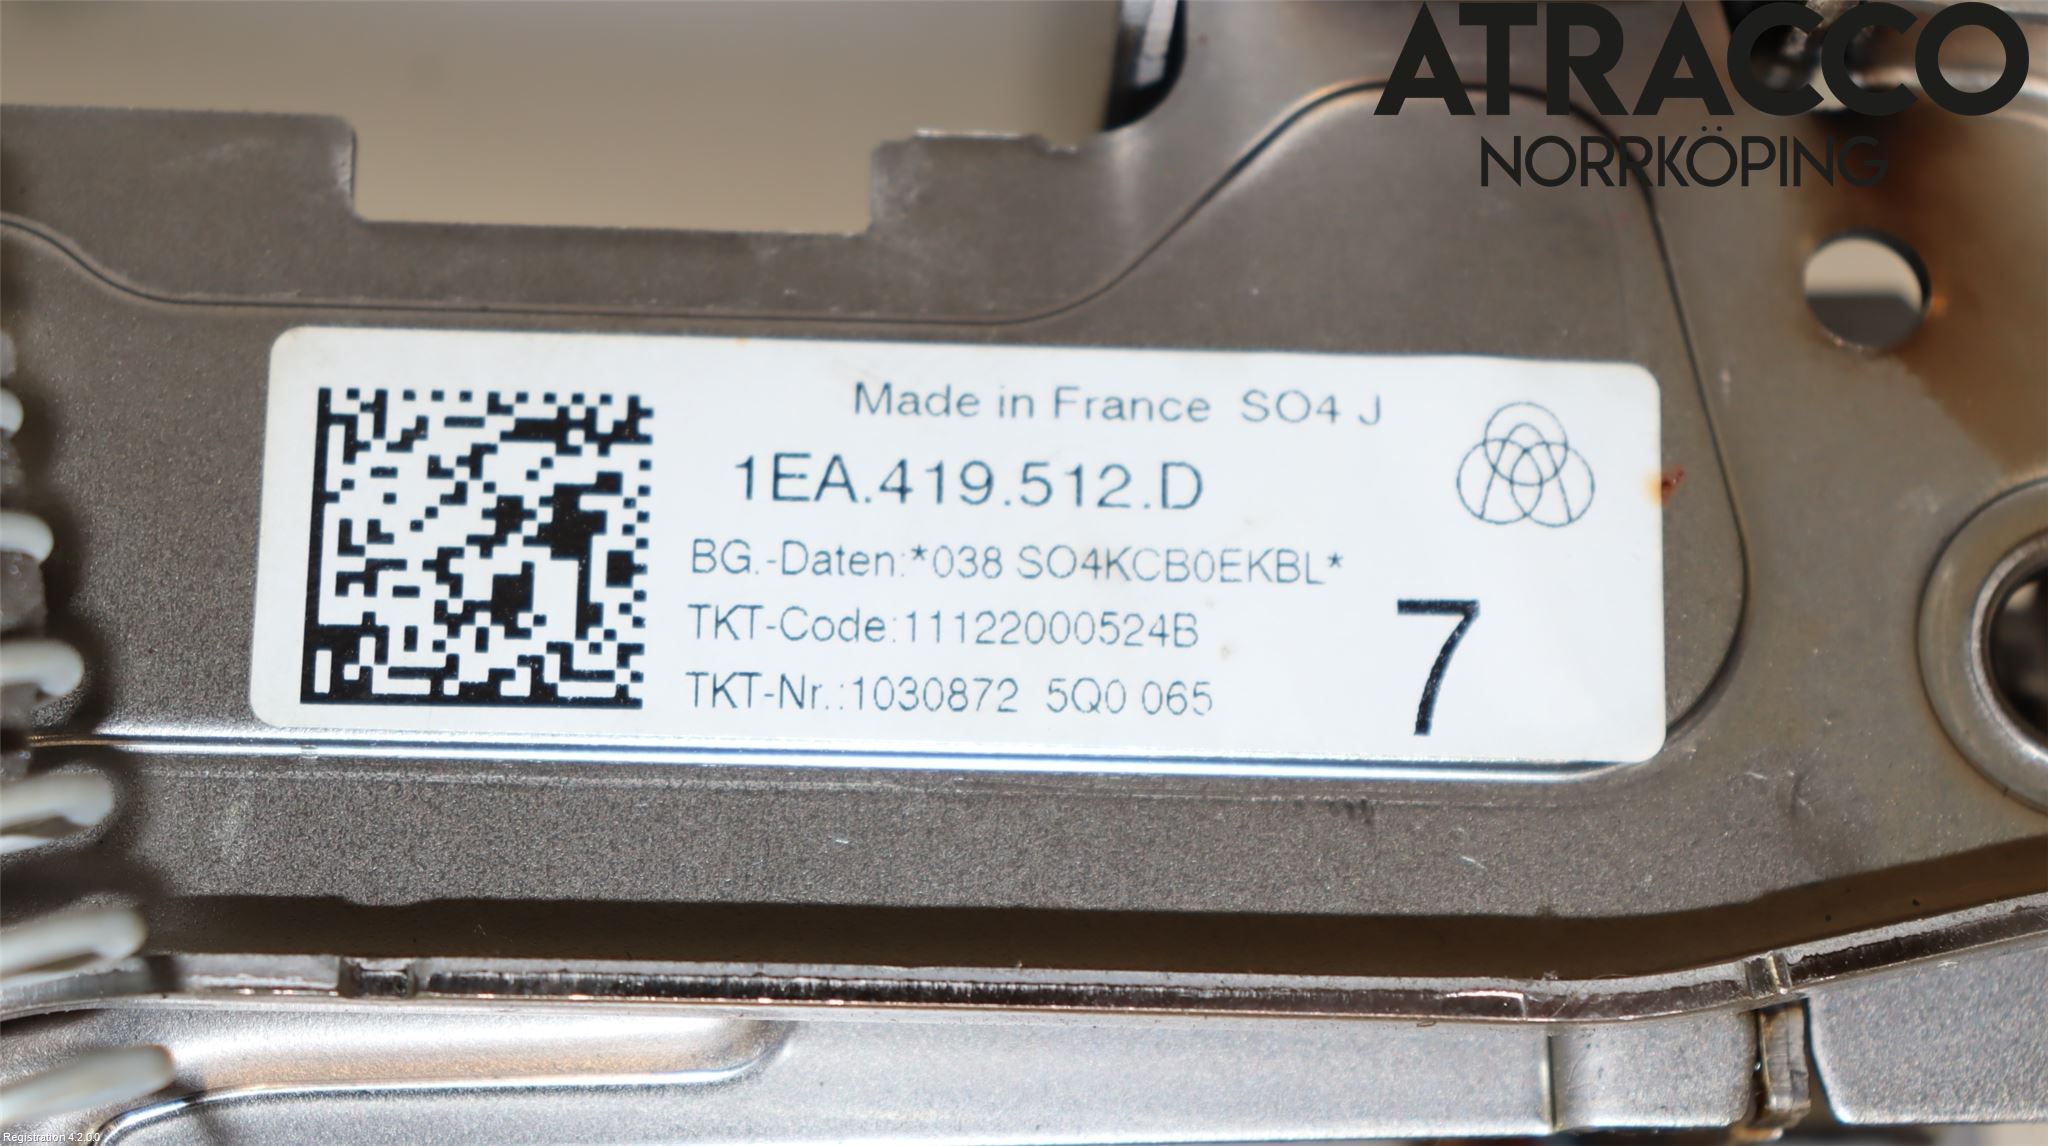 ATRACCO
NORRKÖPING
Made in France SO4 J
1EA.419.512.D
BG.-Daten:*038 SO4KCB0EKBL*
TKT-Code:11122000524B
TKT-Nr.:1030872 5Q0 065
7
Registration 4.2.0.0